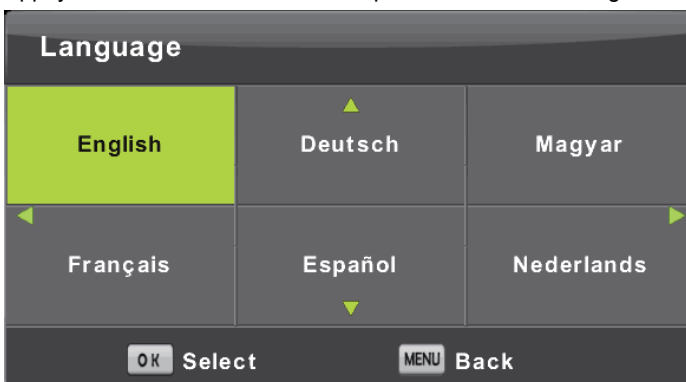 Language
English Deutsch Magyar
Français Español Nederlands
OK Select MENU Back